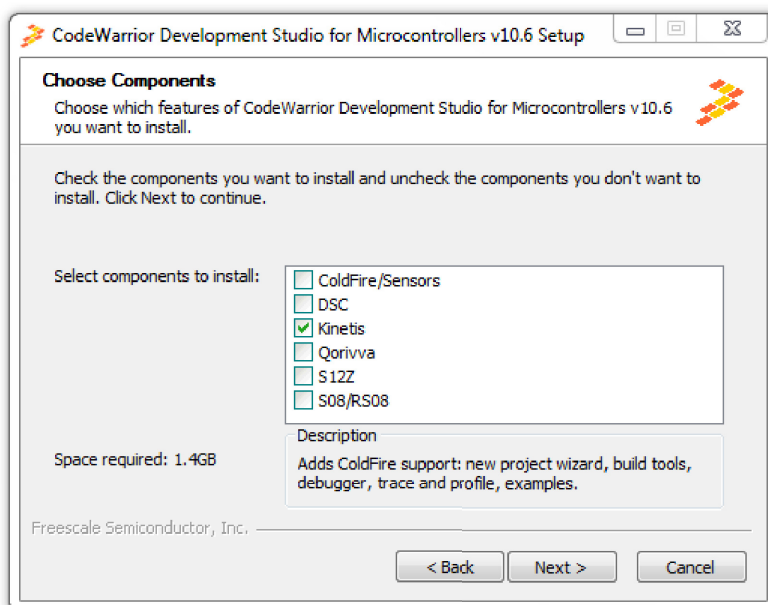 CodeWarrior Development Studio for Microcontrollers v10.6 Setup
Choose Components
Choose which features of CodeWarrior Development Studio for Microcontrollers v10.6
you want to install.
Check the components you want to install and uncheck the components you don't want to
install. Click Next to continue.
Select components to install:
ColdFire/Sensors
DSC
Kinetis
Qorivva
S12Z
S08/RS08
Space required: 1.4GB
Description
Adds ColdFire support: new project wizard, build tools,
debugger, trace and profile, examples.
Freescale Semiconductor, Inc.
< Back
Next >
Cancel